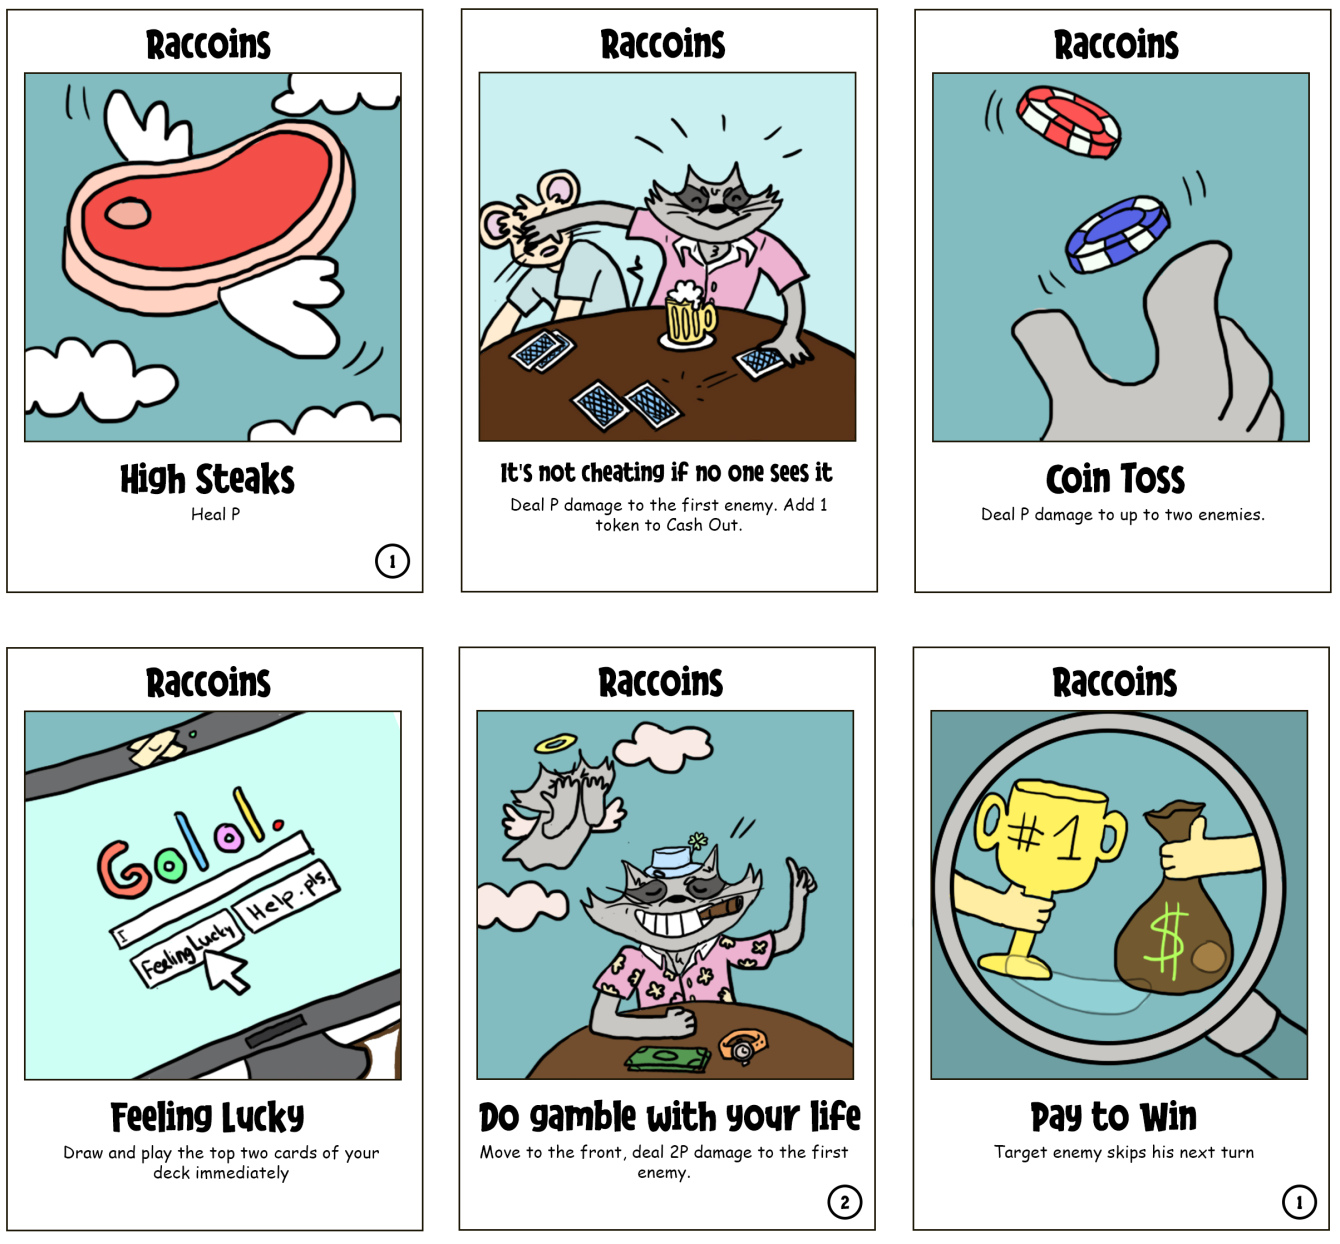 Raccoins
High Steaks
Heal P
1
Raccoins
It's not cheating if no one sees it
Deal P damage to the first enemy. Add 1
token to Cash Out.
Raccoins
Coin Toss
Deal P damage to up to two enemies.
Raccoins
Golol.
I
Feeling Lucky
Help. pls.
Feeling Lucky
Draw and play the top two cards of your
deck immediately
Raccoins
Do gamble with your life
Move to the front, deal 2P damage to the first
enemy.
2
Raccoins
#1
$
Pay to Win
Target enemy skips his next turn
1